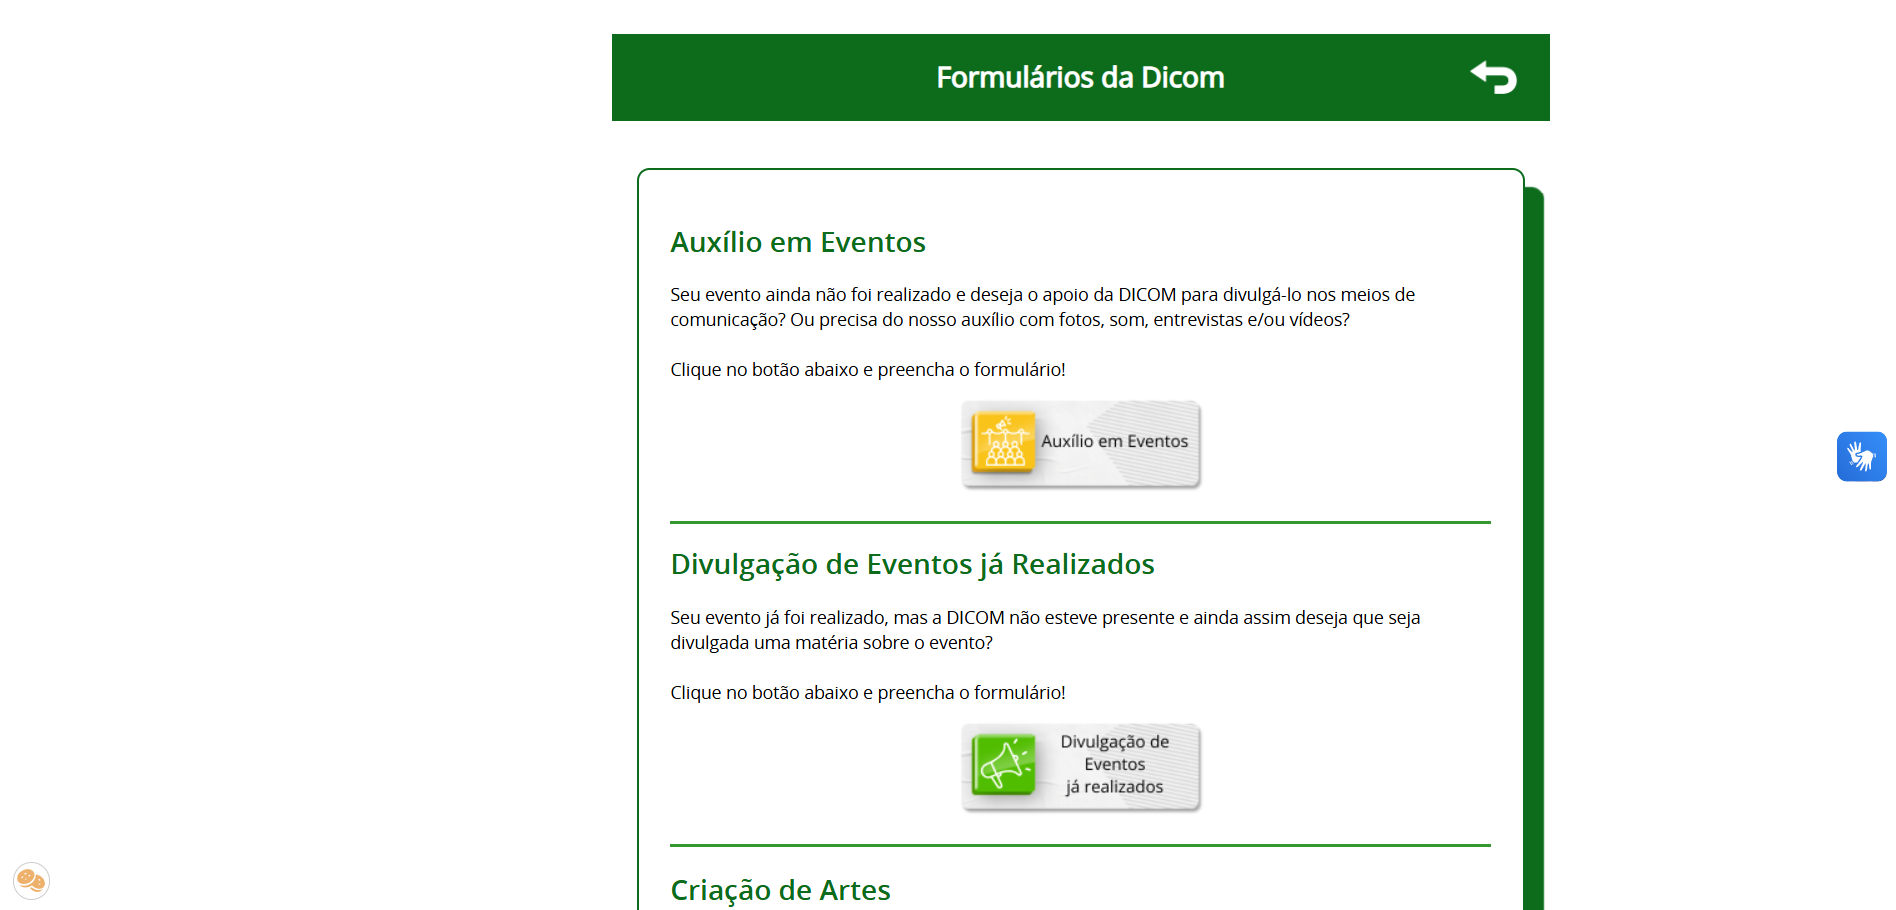 Formulários da Dicom
Auxílio em Eventos
Seu evento ainda não foi realizado e deseja o apoio da DICOM para divulgá-lo nos meios de
comunicação? Ou precisa do nosso auxílio com fotos, som, entrevistas e/ou vídeos?
Clique no botão abaixo e preencha o formulário!
Auxílio em Eventos
Divulgação de Eventos já Realizados
Seu evento já foi realizado, mas a DICOM não esteve presente e ainda assim deseja que seja
divulgada uma matéria sobre o evento?
Clique no botão abaixo e preencha o formulário!
Divulgação de
Eventos
já realizados
Criação de Artes